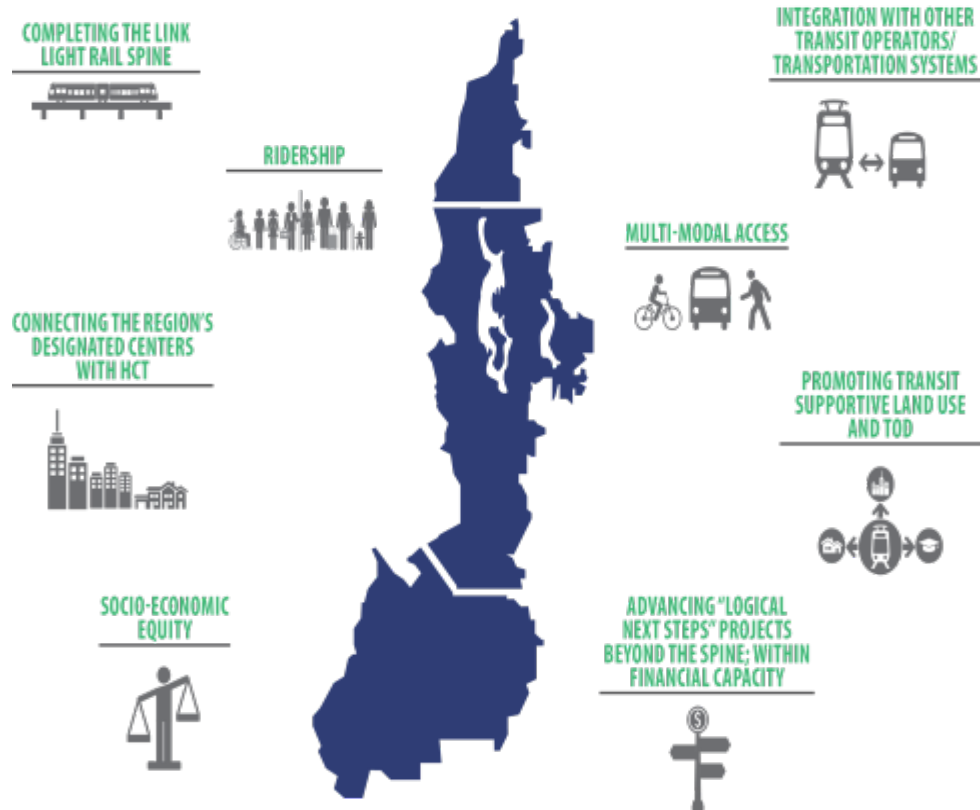 COMPLETING THE LINK
LIGHT RAIL SPINE
INTEGRATION WITH OTHER
TRANSIT OPERATORS/
TRANSPORTATION SYSTEMS
RIDERSHIP
MULTI-MODAL ACCESS
CONNECTING THE REGION'S
DESIGNATED CENTERS
WITH HCT
PROMOTING TRANSIT
SUPPORTIVE LAND USE
AND TOD
SOCIO-ECONOMIC
EQUITY
ADVANCING "LOGICAL
NEXT STEPS" PROJECTS
BEYOND THE SPINE; WITHIN
FINANCIAL CAPACITY
$